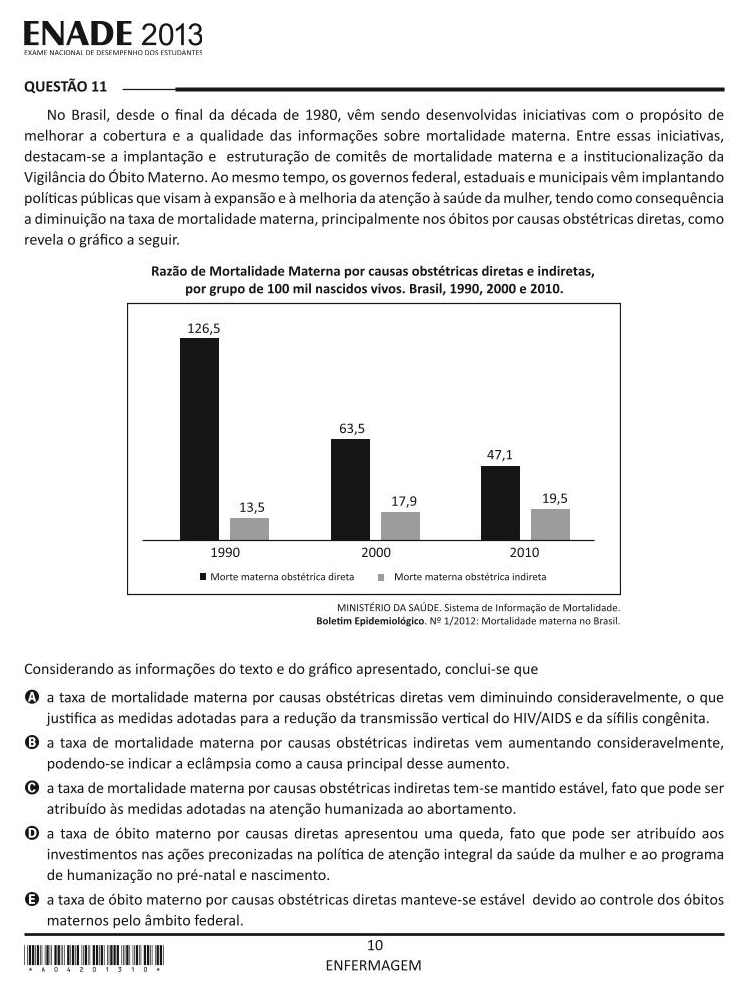 ENADE 2013
EXAME NACIONAL DE DESEMPENHO DOS ESTUDANTES
QUESTÃO 11
No Brasil, desde o final da década de 1980, vêm sendo desenvolvidas iniciativas com o propósito de
melhorar a cobertura e a qualidade das informações sobre mortalidade materna. Entre essas iniciativas,
destacam-se a implantação e estruturação de comitês de mortalidade materna e a institucionalização da
Vigilância do Óbito Materno. Ao mesmo tempo, os governos federal, estaduais e municipais vêm implantando
políticas públicas que visam à expansão e à melhoria da atenção à saúde da mulher, tendo como consequência
a diminuição na taxa de mortalidade materna, principalmente nos óbitos por causas obstétricas diretas, como
revela o gráfico a seguir.
Razão de Mortalidade Materna por causas obstétricas diretas e indiretas,
por grupo de 100 mil nascidos vivos. Brasil, 1990, 2000 e 2010.
126,5
63,5
47,1
13,5
17,9
19,5
1990 2000 2010
Morte materna obstétrica direta Morte materna obstétrica indireta
MINISTÉRIO DA SAÚDE. Sistema de Informação de Mortalidade.
Boletim Epidemiológico. Nº 1/2012: Mortalidade materna no Brasil.
Considerando as informações do texto e do gráfico apresentado, conclui-se que
A a taxa de mortalidade materna por causas obstétricas diretas vem diminuindo consideravelmente, o que
justifica as medidas adotadas para a redução da transmissão vertical do HIV/AIDS e da sífilis congênita.
B a taxa de mortalidade materna por causas obstétricas indiretas vem aumentando consideravelmente,
podendo-se indicar a eclâmpsia como a causa principal desse aumento.
C a taxa de mortalidade materna por causas obstétricas indiretas tem-se mantido estável, fato que pode ser
atribuído às medidas adotadas na atenção humanizada ao abortamento.
D a taxa de óbito materno por causas diretas apresentou uma queda, fato que pode ser atribuído aos
investimentos nas ações preconizadas na política de atenção integral da saúde da mulher e ao programa
de humanização no pré-natal e nascimento.
E a taxa de óbito materno por causas obstétricas diretas manteve-se estável devido ao controle dos óbitos
maternos pelo âmbito federal.
*A0420131 0*
10
ENFERMAGEM